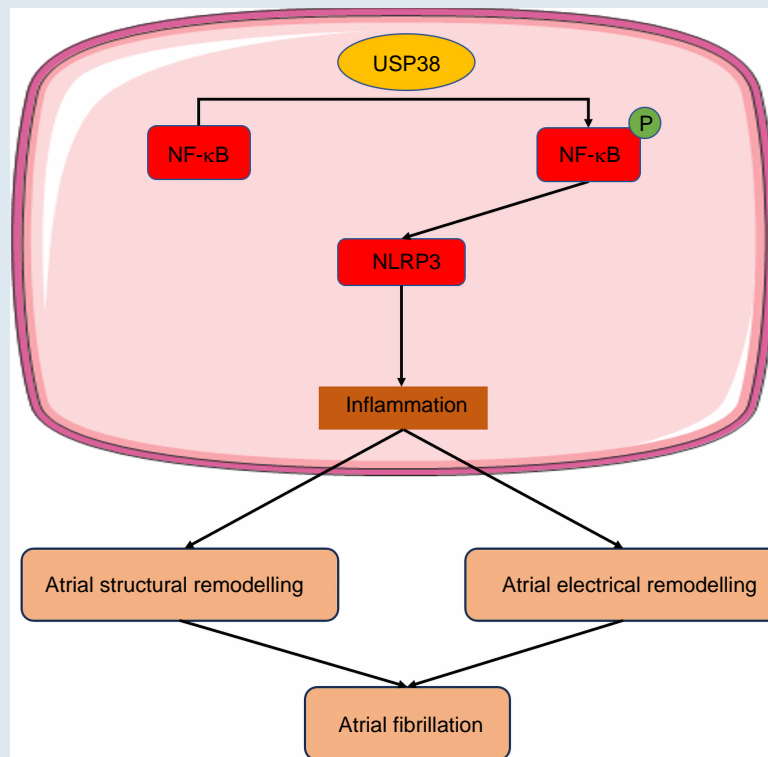 USP38
P
NF-κB
NF-κB
NLRP3
Inflammation
Atrial structural remodelling
Atrial electrical remodelling
Atrial fibrillation